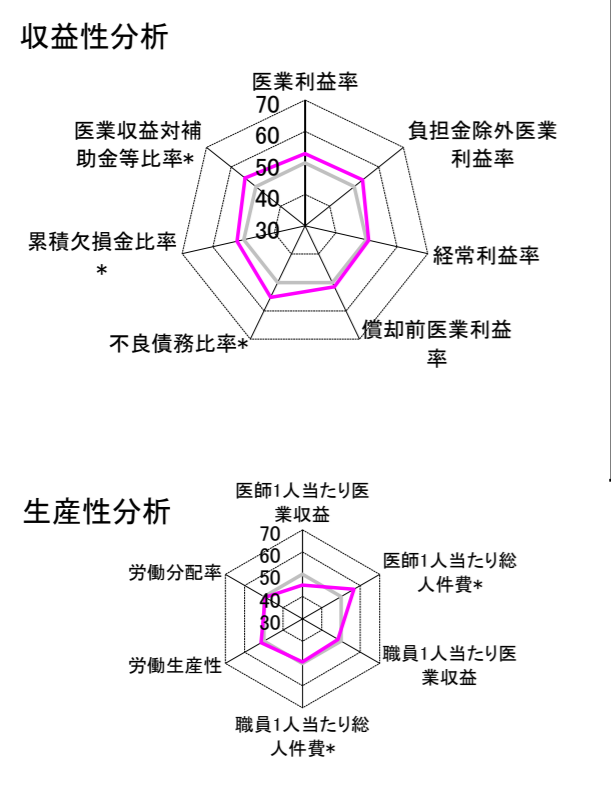 収益性分析
医業利益率
70
60
50
40
30
負担金除外医業
利益率
経常利益率
償却前医業利益
率
不良債務比率*
累積欠損金比率
*
医業収益対補
助金等比率*
生産性分析
医師1人当たり医
業収益
70
60
50
40
30
医師1人当たり総
人件費*
職員1人当たり医
業収益
職員1人当たり総
人件費*
労働生産性
労働分配率